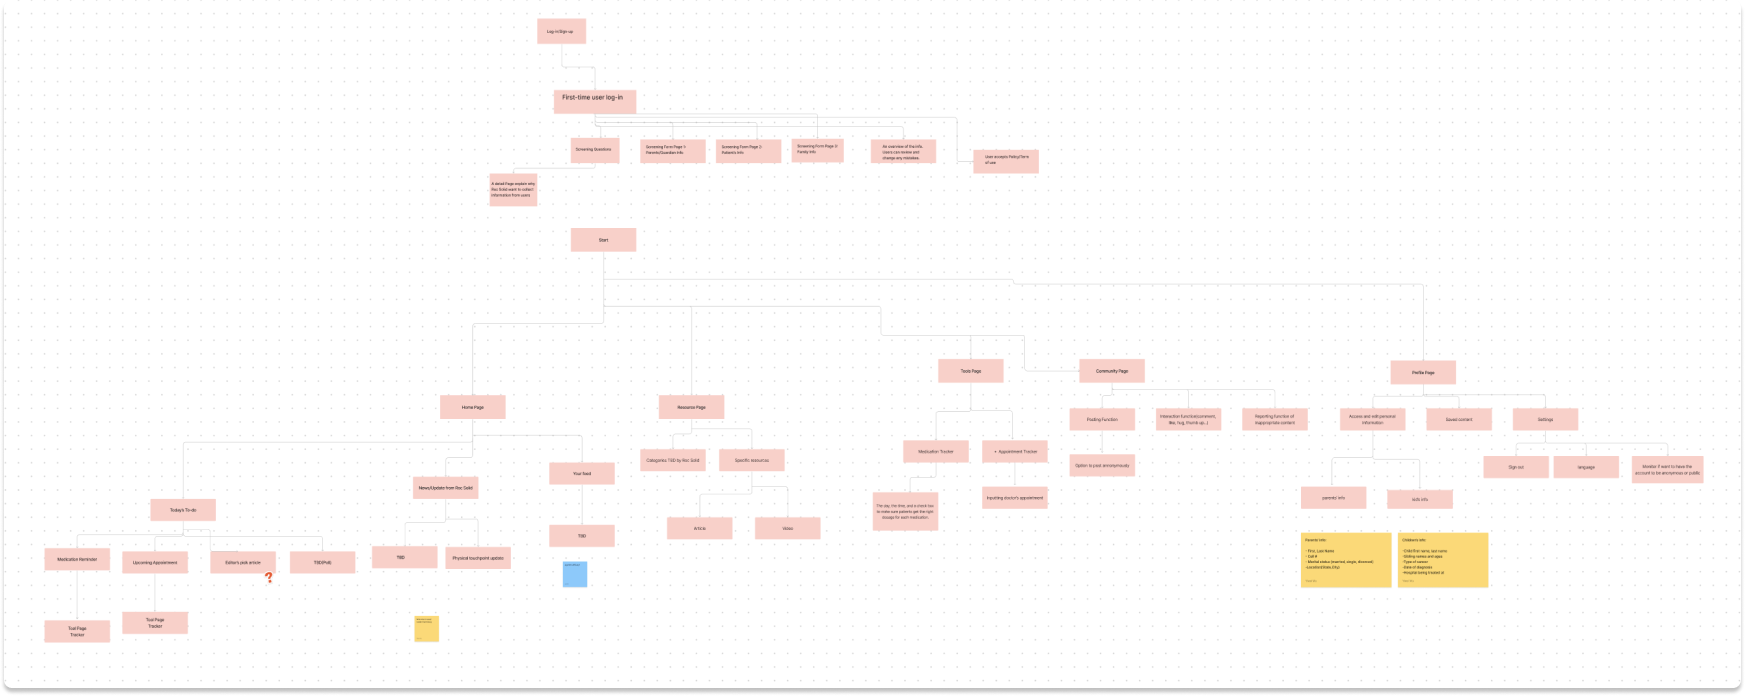 Log-in/Sign-up
First-time user log-in
Screening Questions
Screening Form Page 1:
Parents/Guardian Info
Screening Form Page 2:
Patients Info
Screening Form Page 3:
Family Info
An overview of the info.
Users can review and
change any mistakes.
User accepts Policy/Term
of use
A detail Page explain why
Roc Solid want to collect
information from users
Start
Home Page
Resource Page
Tools Page
Community Page
Profile Page
Today's To-do
News/Update from Roc Solid
Your feed
Categories TBD by Roc Solid
Specific resources
Medication Tracker
+ Appointment Tracker
Posting Function
Interaction function(comment,
like, hug, thumb up..)
Reporting function of
inappropriate content
Access and edit personal
information
Saved content
Settings
Medication Reminder
Upcoming Appointment
Editor's pick article
?
TBD
Physical touchpoint update
TBD
Article
Video
The day, the time, and a check box
to make sure patients get the right
dosage for each medication.
Inputting doctor's appointment
Option to post anonymously
parents' info
kid's info
Sign out
language
Monitor if want to have the
account to be anonymous or public.
Tool Page
Tracker
Tool Page
Tracker
Parents Info:
- First, Last Name
- Cell #
- Marital status (married, single, divorced)
-Location(State,City)
Children's info:
-Child first name, last name
-Sibling names and ages
-Type of cancer
-Date of diagnosis
-Hospital being treated at